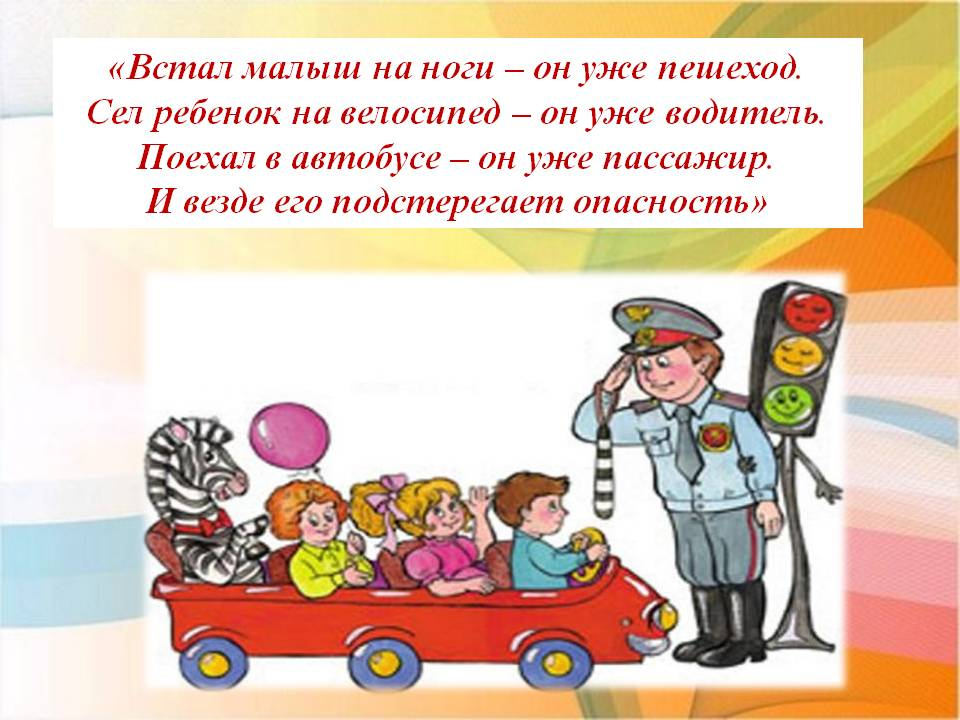 «Встал малыш на ноги – он уже пешеход.
Сел ребенок на велосипед – он уже водитель.
Поехал в автобусе – он уже пассажир.
И везде его подстерегает опасность»